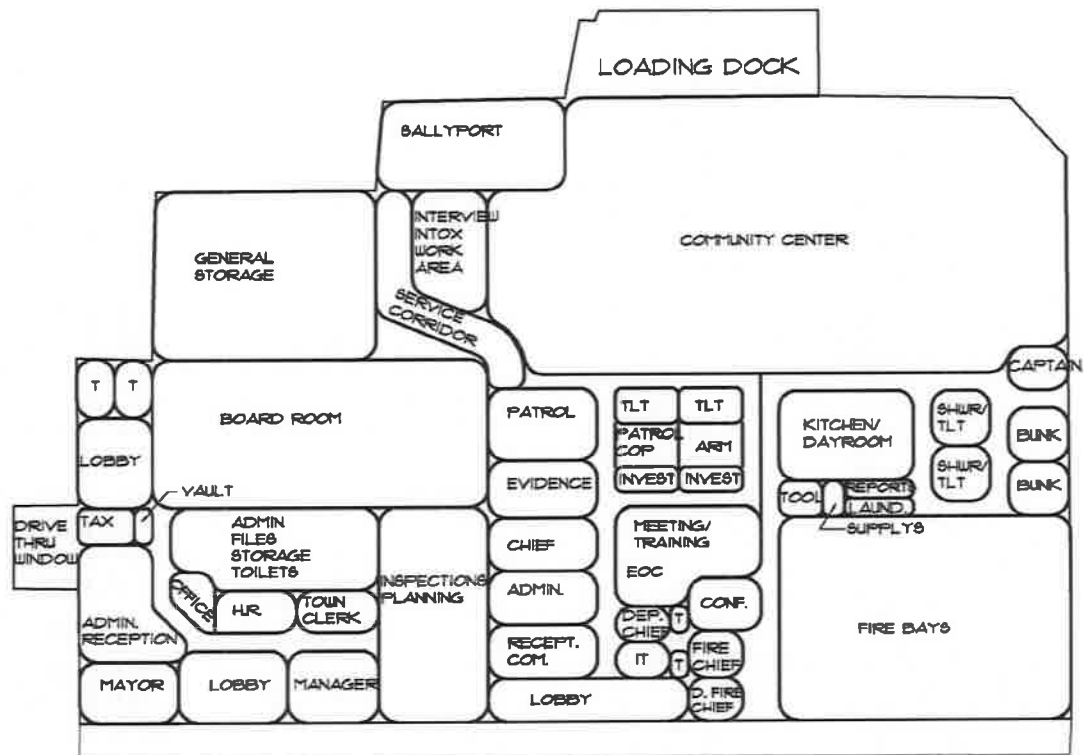 LOADING DOCK
SALLYPORT
INTERVIEW
INTOX
WORK
AREA
COMMUNITY CENTER
GENERAL
STORAGE
SERVICE
CORRIDOR
CAPTAIN
T
T
BOARD ROOM
PATROL
TLT
TLT
KITCHEN/
DAYROOM
SHWR/
TLT
BUNK
LOBBY
PATROL
COP
ARM
EVIDENCE
INVEST
INVEST
SHWR/
TLT
BUNK
VAULT
TOOL
REPORTS
LAUND.
SUPPLYS
DRIVE
THRU
WINDOW
TAX
ADMIN
FILES
STORAGE
TOILETS
CHIEF
MEETING/
TRAINING
EOC
INSPECTIONS
PLANNING
ADMIN.
OFFICE
H.R.
TOWN
CLERK
CONF.
ADMIN.
RECEPTION
DEP.
CHIEF
T
FIRE BAYS
RECEPT.
COM.
IT
T
FIRE
CHIEF
MAYOR
LOBBY
MANAGER
LOBBY
D. FIRE
CHIEF